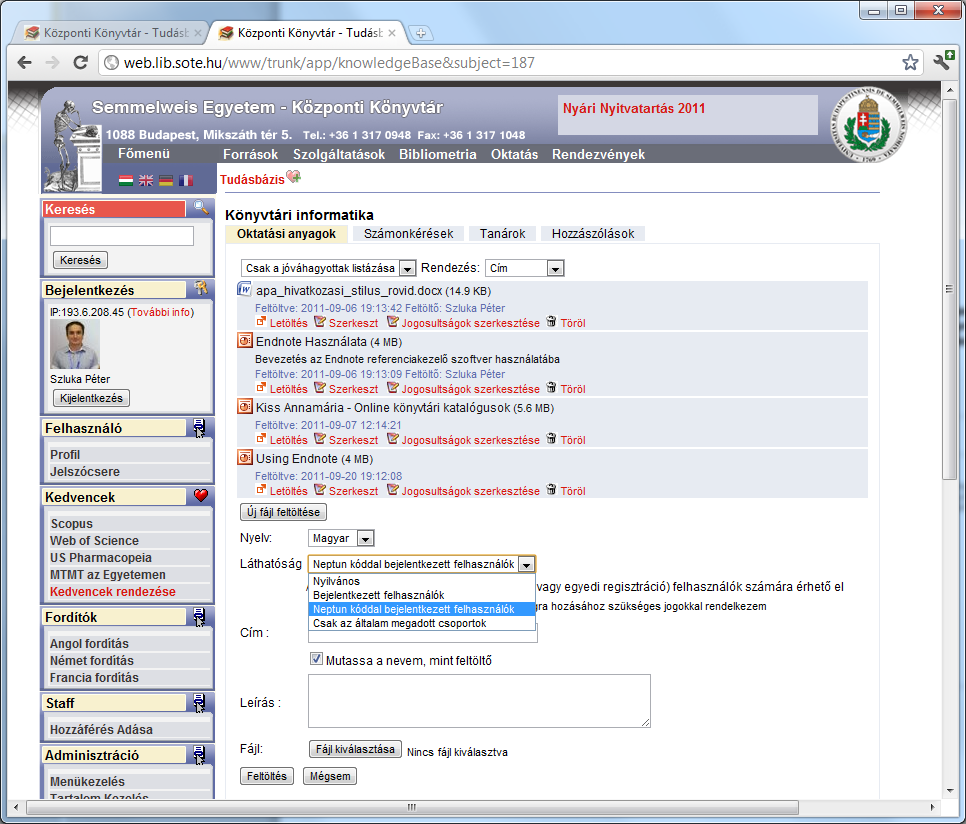 Központi Könyvtár - Tudásb
Központi Könyvtár - Tudásb
web.lib.sote.hu/www/trunk/app/knowledgeBase&subject=187
Semmelweis Egyetem - Központi Könyvtár
Nyári Nyitvatartás 2011
1088 Budapest, Mikszáth tér 5. Tel.: +36 1 317 0948 Fax: +36 1 317 1048
Főmenü
Források Szolgáltatások Bibliometria Oktatás Rendezvények
Tudásbázis
Keresés
Keresés
Bejelentkezés
IP:193.6.208.45 (További info)
Szluka Péter
Kijelentkezés
Felhasználó
Profil
Jelszócsere
Kedvencek
Scopus
Web of Science
US Pharmacopeia
MTMT az Egyetemen
Kedvencek rendezése
Fordítók
Angol fordítás
Német fordítás
Francia fordítás
Staff
Hozzáférés Adása
Adminisztráció
Menükezelés
Tartalom Kezelés
Könyvtári informatika
Oktatási anyagok Számonkérések Tanárok Hozzászólások
Csak a jóváhagyottak listázása Rendezés: Cím
apa_hivatkozasi_stilus_rovid.docx (14.9 KB)
Feltöltve: 2011-09-06 19:13:42 Feltöltő: Szluka Péter
Letöltés Szerkeszt Jogosultságok szerkesztése Töröl
Endnote Használata (4 MB)
Bevezetés az Endnote referenciakezelő szoftver használatába
Feltöltve: 2011-09-06 19:13:09 Feltöltő: Szluka Péter
Letöltés Szerkeszt Jogosultságok szerkesztése Töröl
Kiss Annamária - Online könyvtári katalógusok (5.6 MB)
Feltöltve: 2011-09-07 12:14:21
Letöltés Szerkeszt Jogosultságok szerkesztése Töröl
Using Endnote (4 MB)
Feltöltve: 2011-09-20 19:12:08
Letöltés Szerkeszt Jogosultságok szerkesztése Töröl
Új fájl feltöltése
Nyelv: Magyar
Láthatóság Neptun kóddal bejelentkezett felhasználók
Nyilvános
Bejelentkezett felhasználók
Neptun kóddal bejelentkezett felhasználók
Csak az általam megadott csoportok
vagy egyedi regisztráció) felhasználók számára érhető el
ra hozásához szükséges jogokkal rendelkezem
Cím :
Mutassa a nevem, mint feltöltő
Leírás :
Fájl: Fájl kiválasztása Nincs fájl kiválasztva
Feltöltés Mégsem